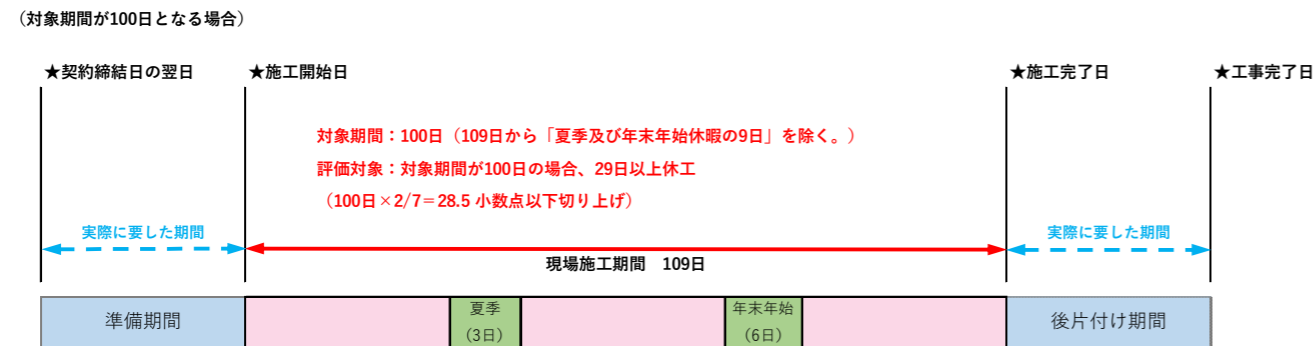 （対象期間が100日となる場合）
★契約締結日の翌日
★施工開始日
★施工完了日
★工事完了日
対象期間：100日（109日から「夏季及び年末年始休暇の9日」を除く。）
評価対象：対象期間が100日の場合、29日以上休工
（100日×2/7＝28.5 小数点以下切り上げ）
実際に要した期間
実際に要した期間
現場施工期間　109日
準備期間
夏季
（3日）
年末年始
（6日）
後片付け期間